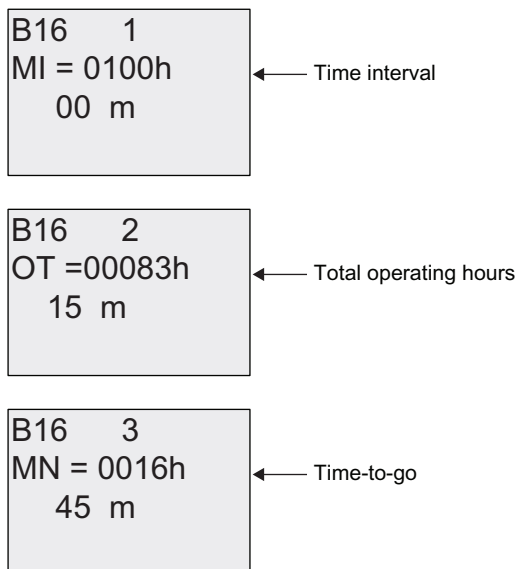 B16 1
MI = 0100h
Time interval
00 m
B16 2
OT =00083h
Total operating hours
15 m
B16 3
MN = 0016h
Time-to-go
45 m